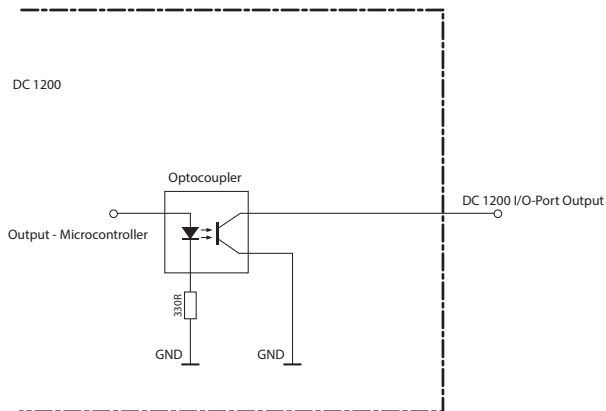 DC 1200
Optocoupler
DC 1200 I/O-Port Output
Output - Microcontroller
330R
GND
GND